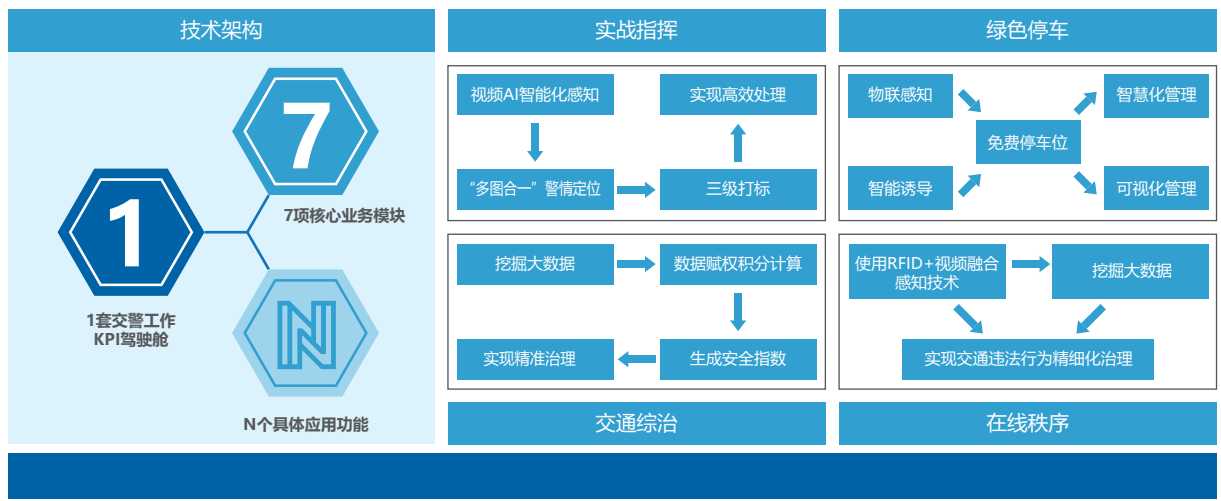 技术架构
1
7
7项核心业务模块
1套交警工作
KPI驾驶舱
N
N个具体应用功能
实战指挥
视频AI智能化感知
实现高效处理
“多图合一”警情定位
三级打标
绿色停车
物联感知
智慧化管理
免费停车位
智能诱导
可视化管理
挖掘大数据
数据赋权积分计算
实现精准治理
生成安全指数
交通综治
使用RFID+视频融合
感知技术
挖掘大数据
实现交通违法行为精细化治理
在线秩序